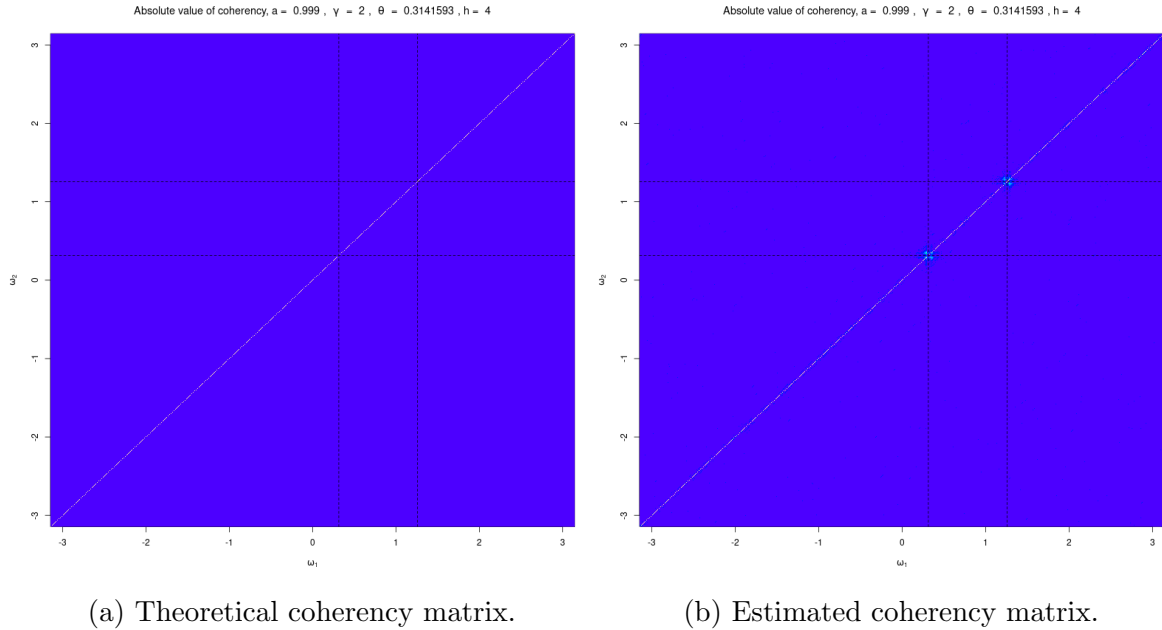 Absolute value of coherency, a = 0.999 , γ = 2 , θ = 0.3141593 , h = 4
3
2
1
0
-1
-2
-3
ω2
-3 -2 -1 0 1 2 3
ω1
(a) Theoretical coherency matrix.
Absolute value of coherency, a = 0.999 , γ = 2 , θ = 0.3141593 , h = 4
3
2
1
0
-1
-2
-3
ω2
-3 -2 -1 0 1 2 3
ω1
(b) Estimated coherency matrix.